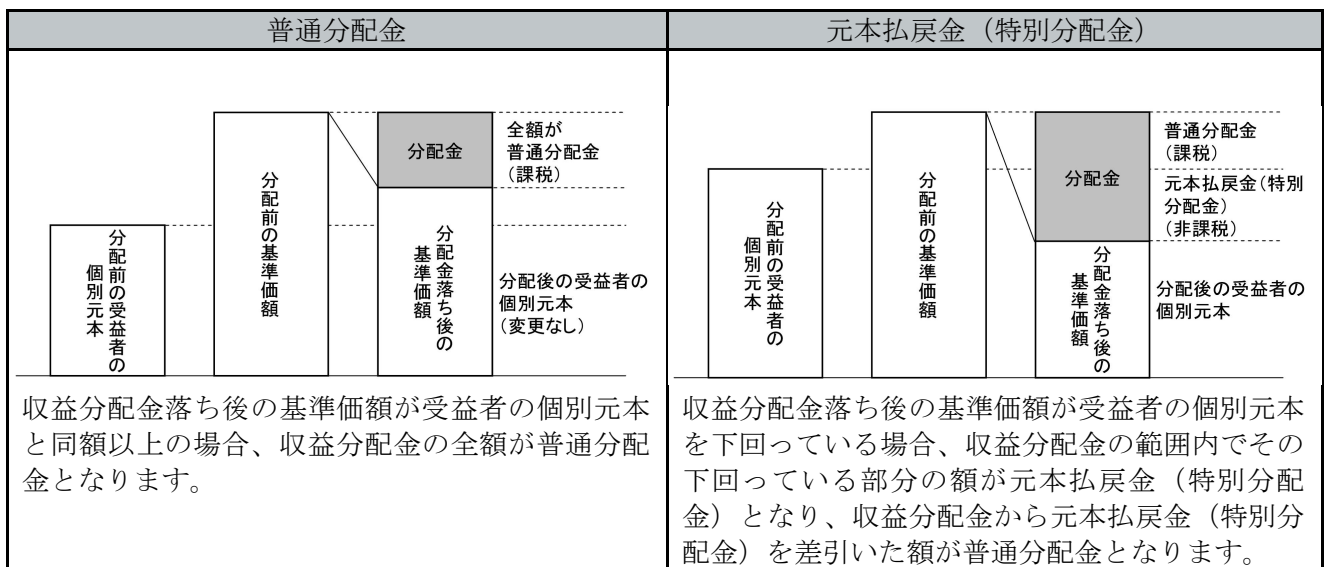 普通分配金
分配前の受益者の
個別元本
分配前の基準価額
分配金
分配金落ち後の
基準価額
全額が
普通分配金
(課税)
分配後の受益者の
個別元本
(変更なし)
収益分配金落ち後の基準価額が受益者の個別元本
と同額以上の場合、収益分配金の全額が普通分配
金となります。
元本払戻金（特別分配金）
分配前の受益者の
個別元本
分配前の基準価額
分配金
分配金落ち後の
基準価額
普通分配金
(課税)
元本払戻金(特別
分配金)
(非課税)
分配後の受益者の
個別元本
収益分配金落ち後の基準価額が受益者の個別元本
を下回っている場合、収益分配金の範囲内でその
下回っている部分の額が元本払戻金（特別分配
金）となり、収益分配金から元本払戻金（特別分
配金）を差引いた額が普通分配金となります。